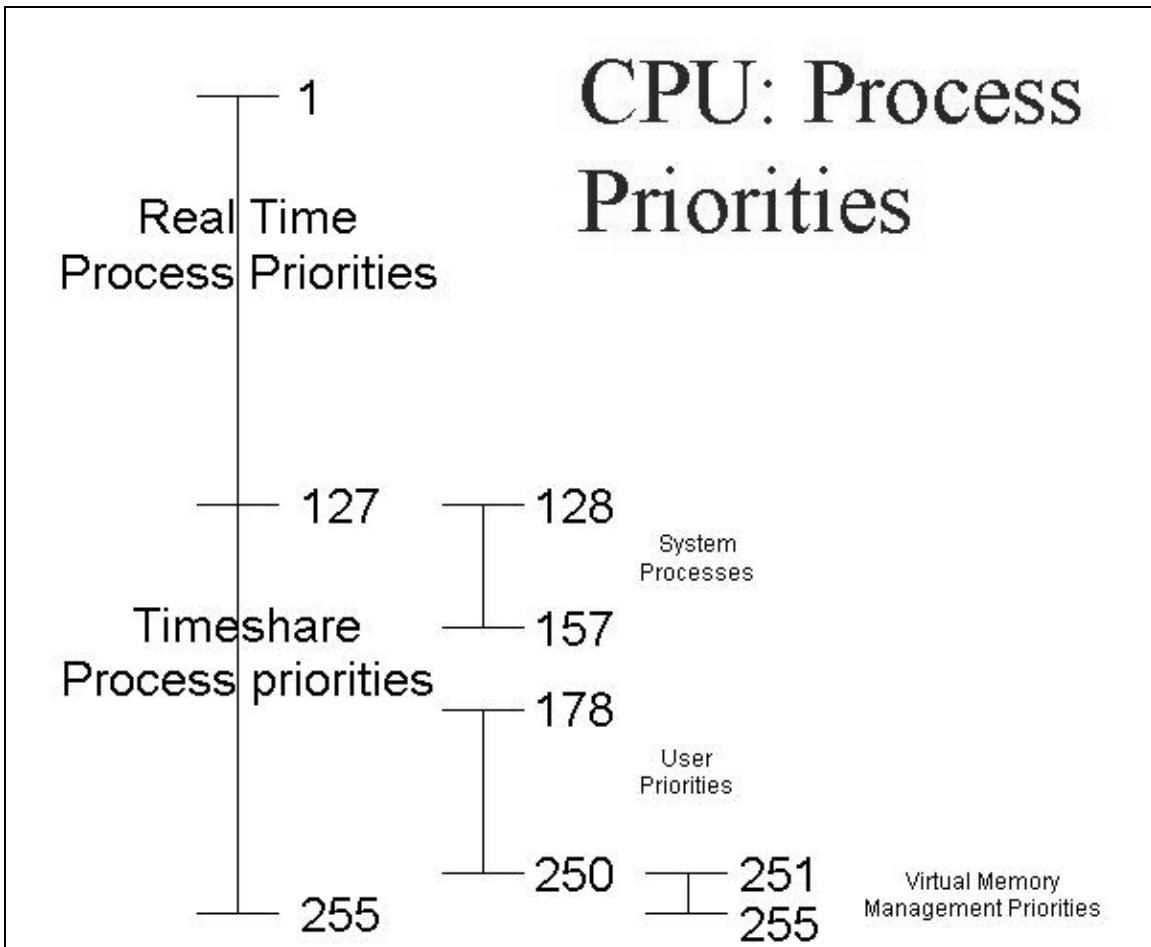 CPU: Process
Priorities
1
Real Time
Process Priorities
127
128
System
Processes
157
Timeshare
Process priorities
178
User
Priorities
250
251
255
Virtual Memory
Management Priorities
255